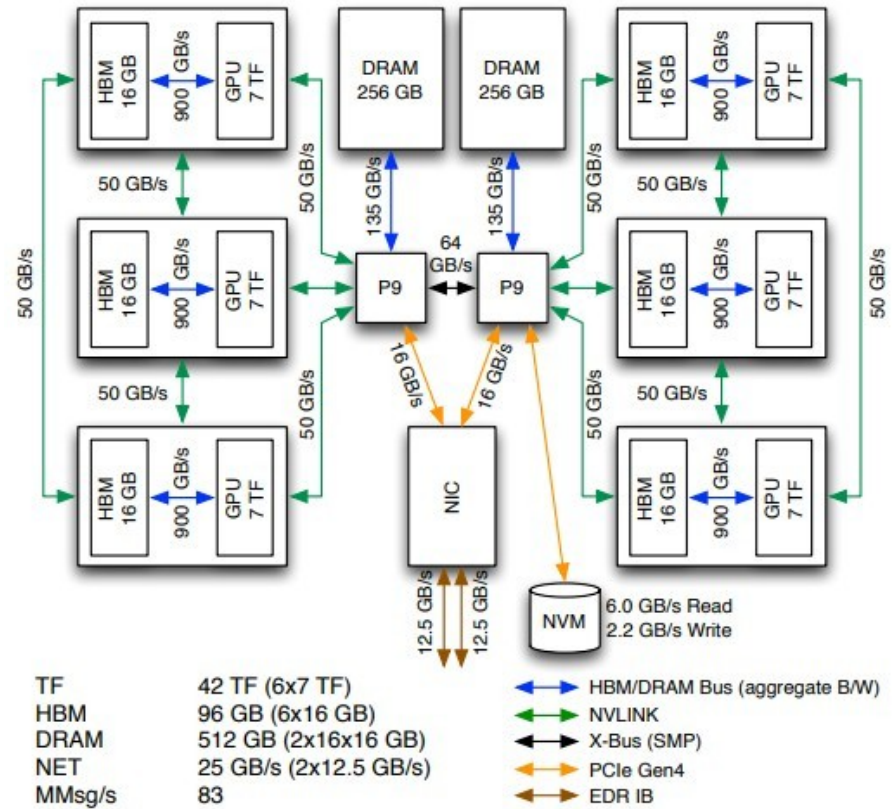 HBM
16 GB
900 GB/s
GPU
7 TF
DRAM
256 GB
DRAM
256 GB
HBM
16 GB
900 GB/s
GPU
7 TF
50 GB/s
50 GB/s
50 GB/s
135 GB/s
135 GB/s
50 GB/s
50 GB/s
50 GB/s
HBM
16 GB
900 GB/s
GPU
7 TF
P9
64
GB/s
P9
HBM
16 GB
900 GB/s
GPU
7 TF
50 GB/s
50 GB/s
16 GB/s
16 GB/s
50 GB/s
50 GB/s
HBM
16 GB
900 GB/s
GPU
7 TF
NIC
HBM
16 GB
900 GB/s
GPU
7 TF
12.5 GB/s
12.5 GB/s
NVM
6.0 GB/s Read
2.2 GB/s Write
TF 42 TF (6x7 TF)
HBM 96 GB (6x16 GB)
DRAM 512 GB (2x16x16 GB)
NET 25 GB/s (2x12.5 GB/s)
MMsg/s 83
HBM/DRAM Bus (aggregate B/W)
NVLINK
X-Bus (SMP)
PCIe Gen4
EDR IB